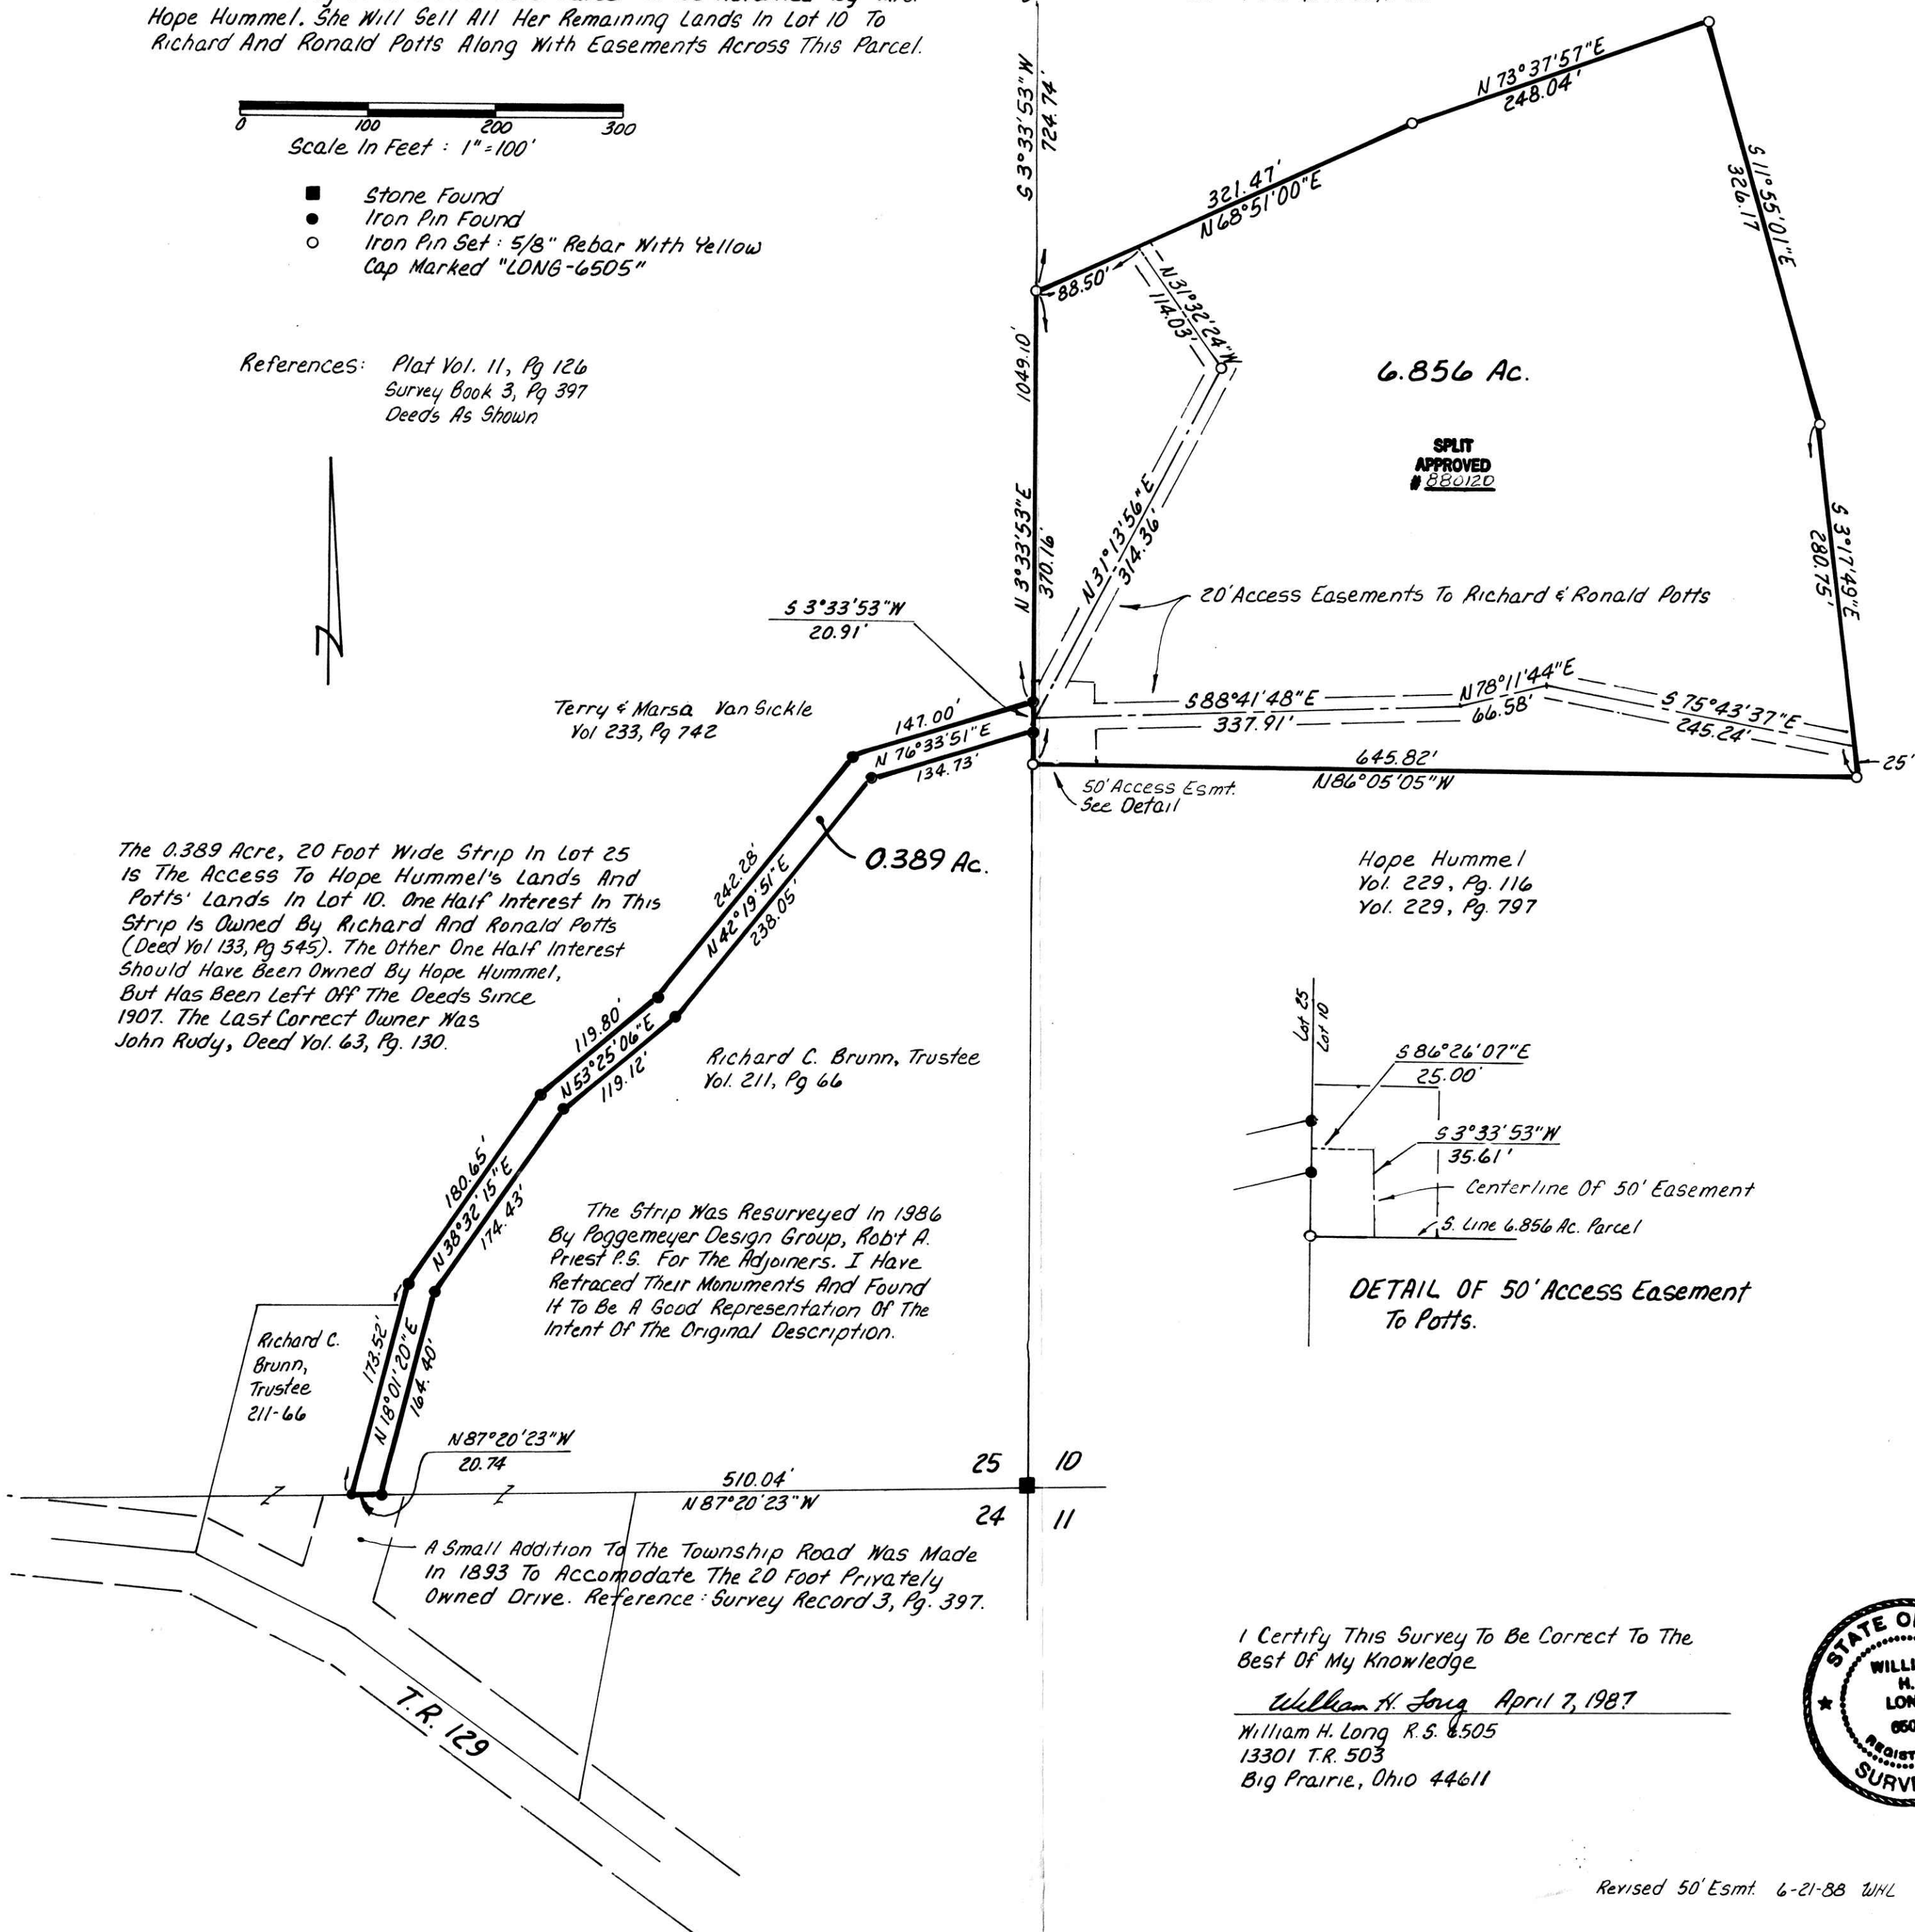 Hope Hummel. She Will Sell All Her Remaining Lands In Lot 10 To
Richard And Ronald Potts Along With Easements Across This Parcel.
0 100 200 300
Scale In Feet : 1"=100'
Stone Found
Iron Pin Found
Iron Pin Set : 5/8" Rebar With Yellow
Cap Marked "LONG-6505"
References: Plat Vol. 11, Pg 126
Survey Book 3, Pg 397
Deeds As Shown
N
S 3°33'53"W
724.74'
N 73°37'57"E
248.04'
321.47'
N68°51'00"E
S 11°55'01"E
326.17
88.50'
N31°32'24"W
114.03'
1049.10'
6.856 Ac.
SPLIT
APPROVED
# 880120
N 3°33'53"E
370.16'
N31°13'56"E
314.36'
S 3°17'49"E
280.75'
20' Access Easements To Richard & Ronald Potts
S 3°33'53"W
20.91'
S88°41'48"E
337.91'
N78°11'44"E
66.58'
S 75°43'37"E
245.24'
645.82'
N86°05'05"W
25'
50' Access Esmt.
See Detail
Terry & Marsa Van Sickle
Vol 233, Pg 742
147.00'
N 76°33'51"E
134.73'
0.389 Ac.
242.28'
N42°19'51"E
238.05'
The 0.389 Acre, 20 Foot Wide Strip In Lot 25
Is The Access To Hope Hummel's Lands And
Potts' Lands In Lot 10. One Half Interest In This
Strip Is Owned By Richard And Ronald Potts
(Deed Vol 133, Pg 545). The Other One Half Interest
Should Have Been Owned By Hope Hummel,
But Has Been Left Off The Deeds Since
1907. The Last Correct Owner Was
John Rudy, Deed Vol. 63, Pg. 130.
Hope Hummel
Vol. 229, Pg. 116
Vol. 229, Pg. 797
119.80'
N53°25'06"E
119.12'
Richard C. Brunn, Trustee
Vol. 211, Pg 66
Lot 25
Lot 10
S86°26'07"E
25.00'
S 3°33'53"W
35.61'
Centerline Of 50' Easement
S. Line 6.856 Ac. Parcel
DETAIL OF 50' Access Easement
To Potts.
180.65'
N 38°32'15"E
174.43'
The Strip Was Resurveyed In 1986
By Poggemeyer Design Group, Rob't A.
Priest P.S. For The Adjoiners. I Have
Retraced Their Monuments And Found
It To Be A Good Representation Of The
Intent Of The Original Description.
Richard C.
Brunn,
Trustee
211-66
173.52'
N 18°01'20"E
164.40'
N87°20'23"W
20.74
510.04'
N87°20'23"W
25 10
24 11
A Small Addition To The Township Road Was Made
In 1893 To Accomodate The 20 Foot Privately
Owned Drive. Reference : Survey Record 3, Pg. 397.
T.R. 129
I Certify This Survey To Be Correct To The
Best Of My Knowledge
William H. Long April 7, 1987
William H. Long R.S. 6505
13301 T.R. 503
Big Prairie, Ohio 44611
STATE O
WILLI
H.
LON
650
REGIST
SURV
Revised 50' Esmt. 6-21-88 WHL